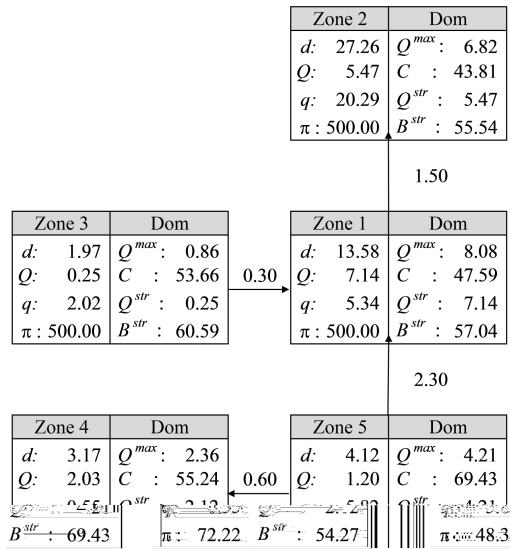 Zone 2 Dom
d: 27.26 Q^max : 6.82
Q: 5.47 C : 43.81
q: 20.29 Q^str : 5.47
π : 500.00 B^str : 55.54
1.50
Zone 3 Dom
d: 1.97 Q^max : 0.86
Q: 0.25 C : 53.66
q: 2.02 Q^str : 0.25
π : 500.00 B^str : 60.59
0.30
Zone 1 Dom
d: 13.58 Q^max : 8.08
Q: 7.14 C : 47.59
q: 5.34 Q^str : 7.14
π : 500.00 B^str : 57.04
2.30
Zone 4 Dom
d: 3.17 Q^max : 2.36
Q: 2.03 C : 55.24
0.60
Zone 5 Dom
d: 4.12 Q^max : 4.21
Q: 1.20 C : 69.43
B^str : 69.43 π : 72.22 B^str : 54.27 π : 48.3